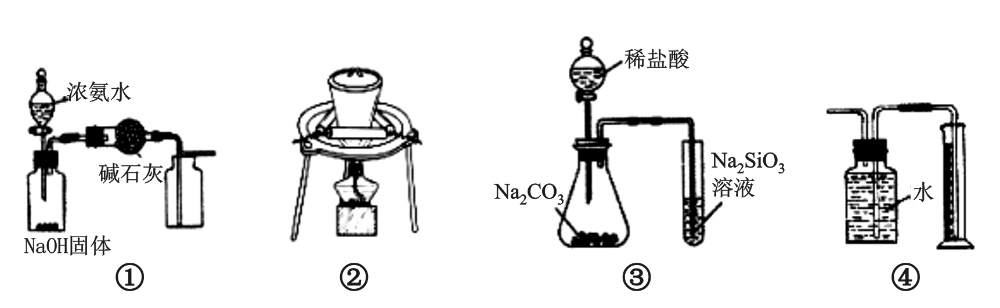 浓氨水
碱石灰
NaOH固体
①
②
稀盐酸
Na₂CO₃
Na₂SiO₃
溶液
③
水
④